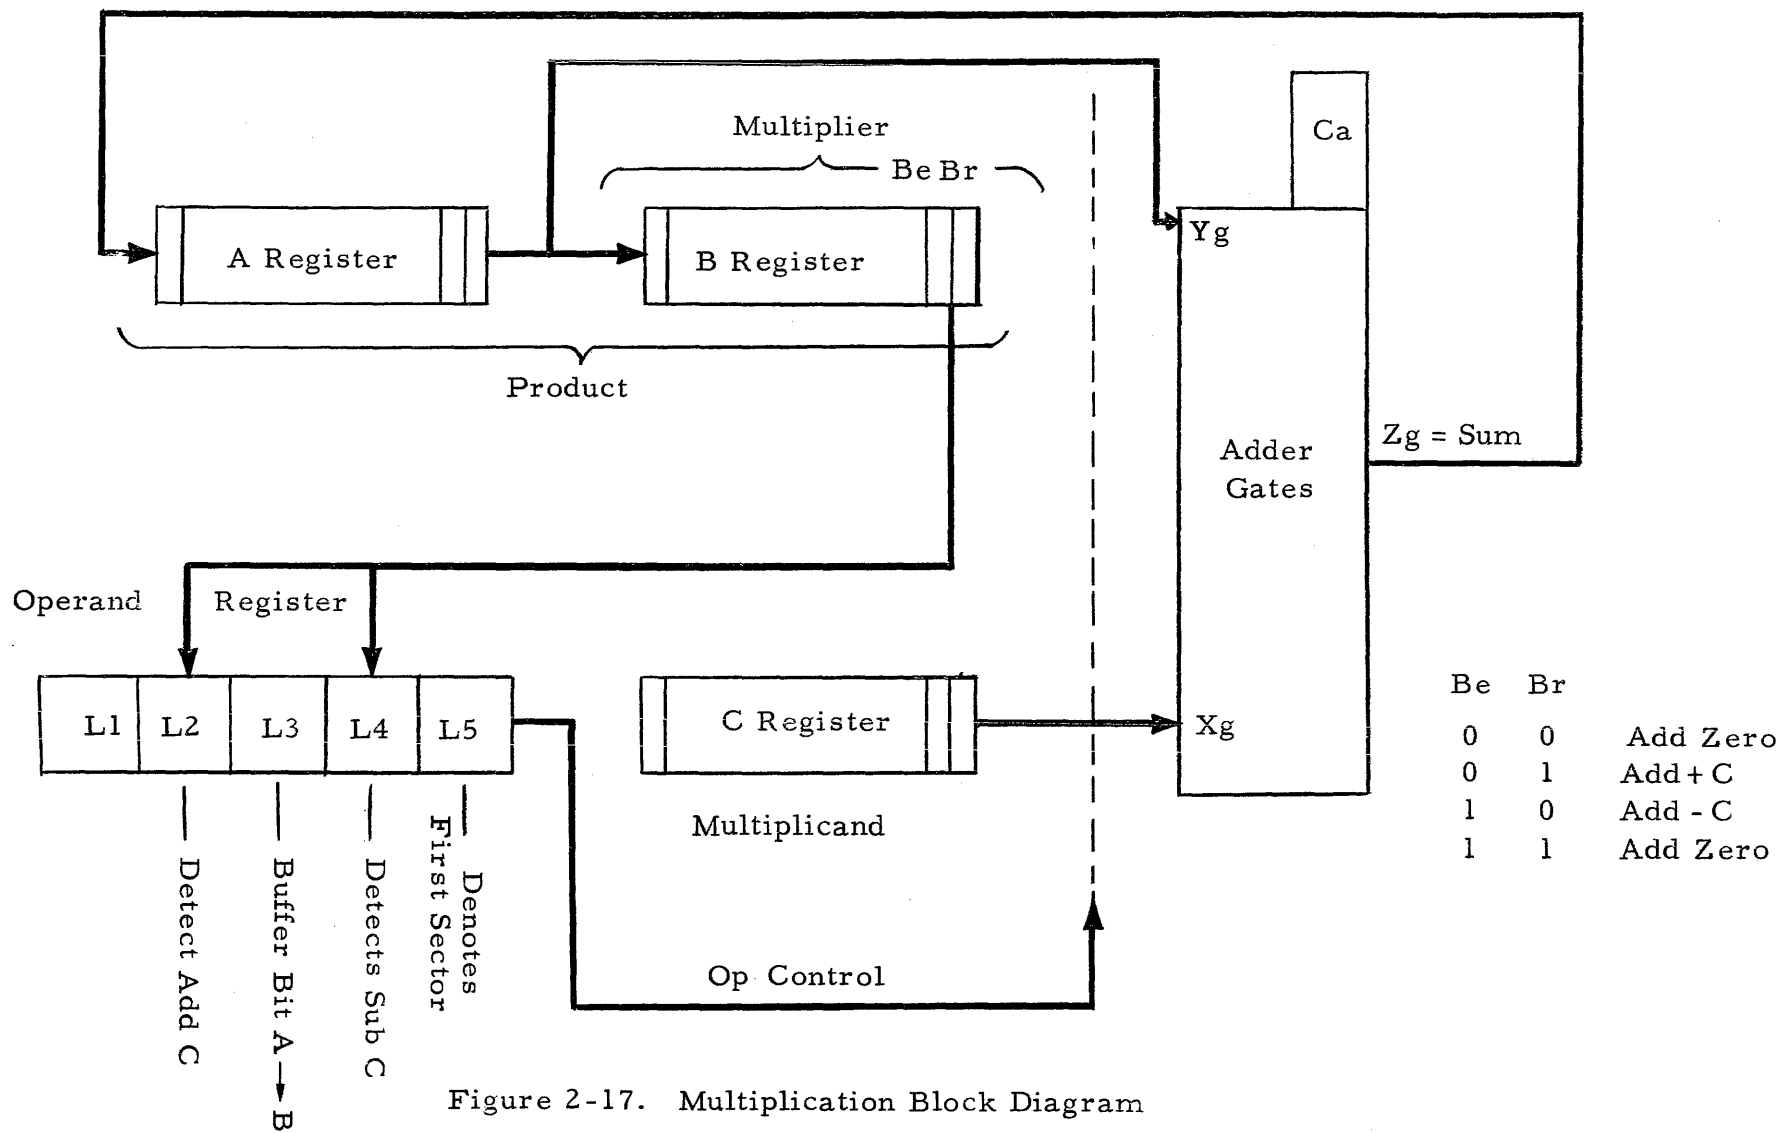 Multiplier
Be Br
Ca
A Register
B Register
Yg
Product
Adder
Gates
Zg = Sum
Operand Register
L1 L2 L3 L4 L5
C Register
Xg
Multiplicand
Detect Add C
Buffer Bit A → B
Detects Sub C
Denotes
First Sector
Op Control
Be Br
0 0 Add Zero
0 1 Add + C
1 0 Add - C
1 1 Add Zero
Figure 2-17. Multiplication Block Diagram